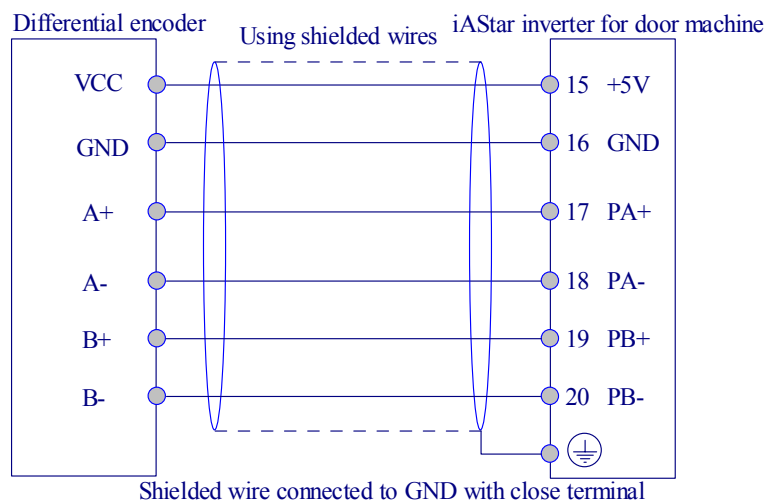 Differential encoder
Using shielded wires
iAStar inverter for door machine
VCC 15 +5V
GND 16 GND
A+ 17 PA+
A- 18 PA-
B+ 19 PB+
B- 20 PB-
Shielded wire connected to GND with close terminal